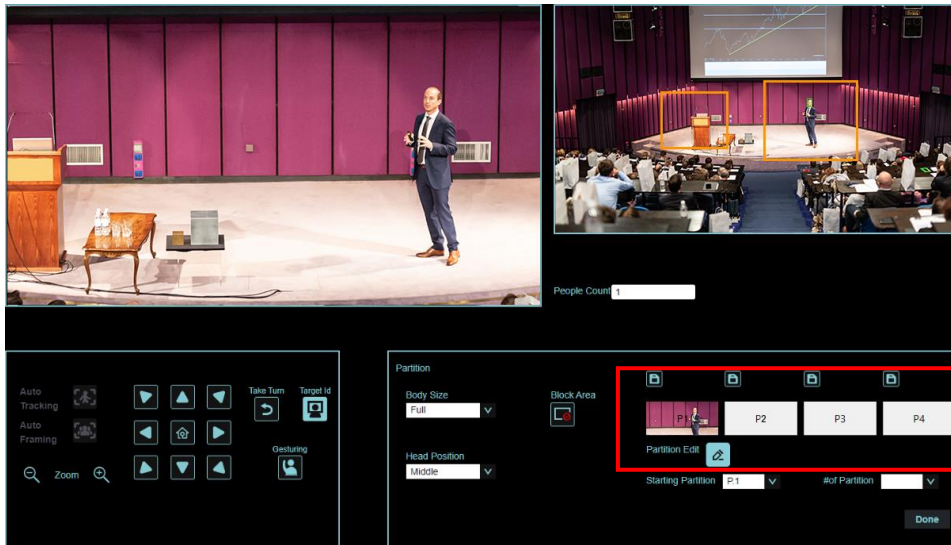 People Count 1
Auto Tracking
Auto Framing
Zoom
Take Turn
Target Id
Gesturing
Partition
Body Size
Full
Head Position
Middle
Block Area
P1
P2
P3
P4
Partition Edit
Starting Partition P.1
#of Partition
Done